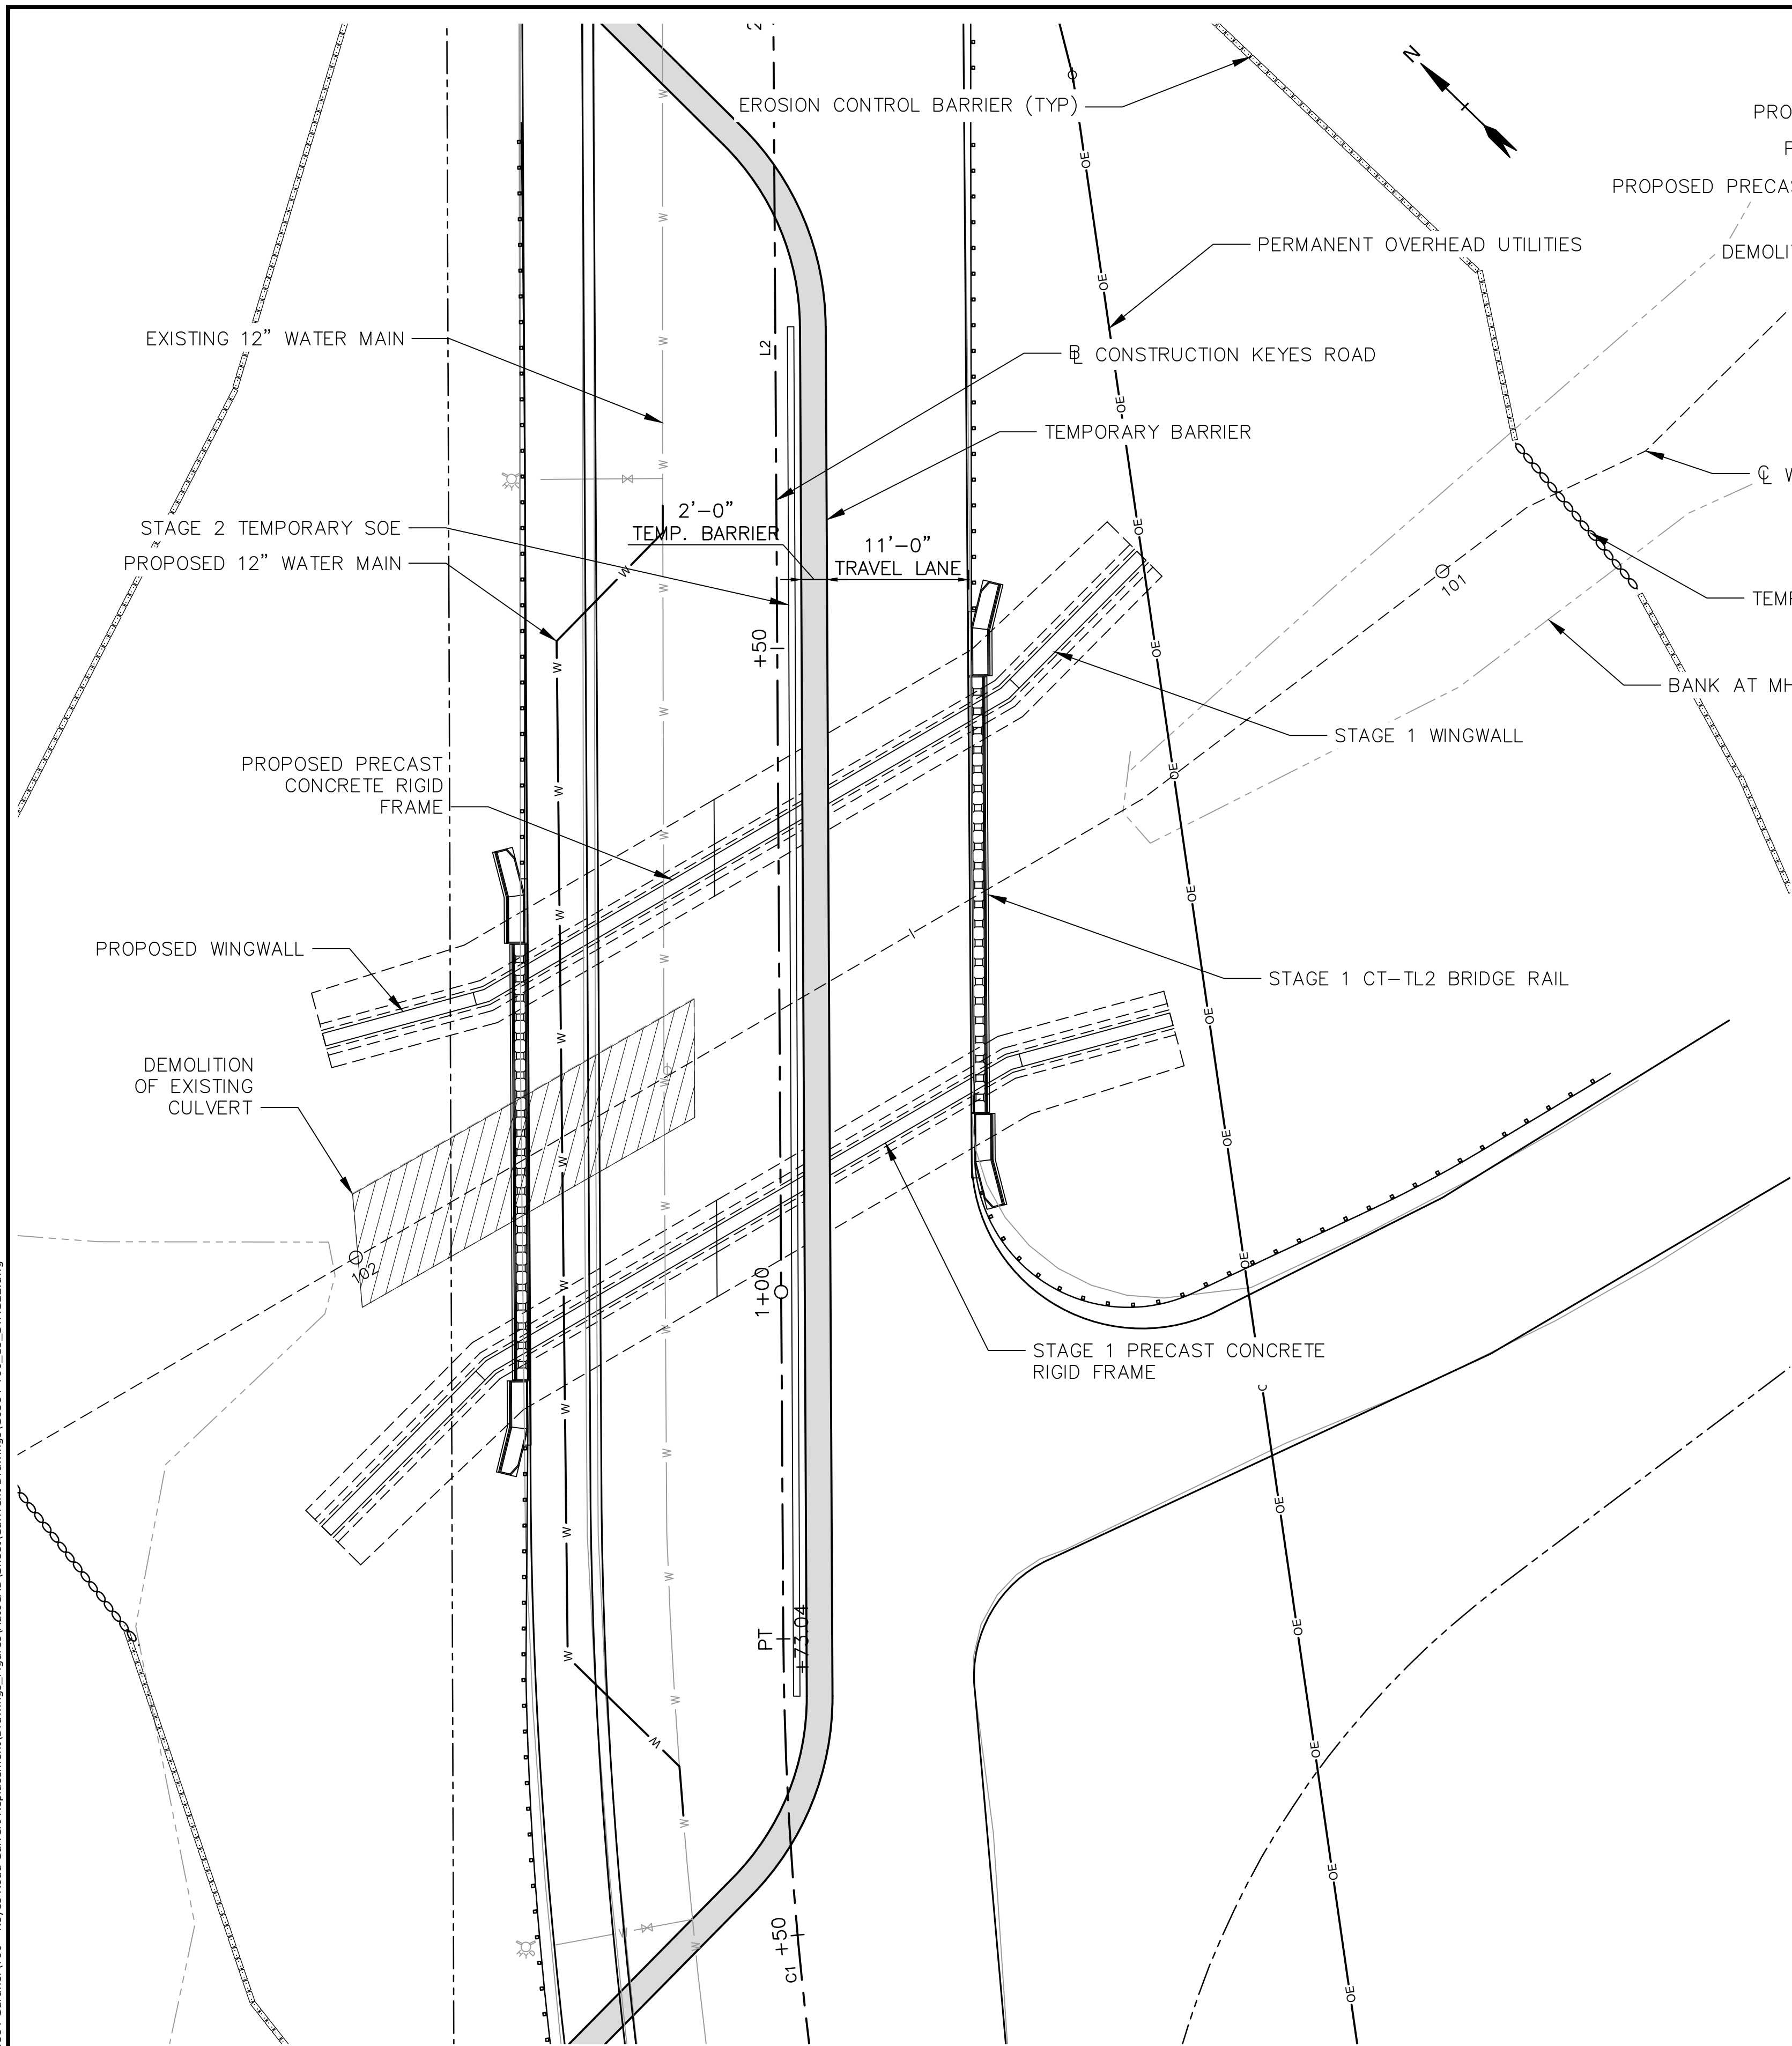 N
EROSION CONTROL BARRIER (TYP)
PROPOSED PRECAS
PERMANENT OVERHEAD UTILITIES
EXISTING 12" WATER MAIN
L2
℄ CONSTRUCTION KEYES ROAD
TEMPORARY BARRIER
STAGE 2 TEMPORARY SOE
2'-0"
TEMP. BARRIER
11'-0"
TRAVEL LANE
PROPOSED 12" WATER MAIN
101
BANK AT MH
+50
STAGE 1 WINGWALL
PROPOSED PRECAST
CONCRETE RIGID
FRAME
PROPOSED WINGWALL
STAGE 1 CT-TL2 BRIDGE RAIL
DEMOLITION
OF EXISTING
CULVERT
102
1+00
STAGE 1 PRECAST CONCRETE
RIGID FRAME
PT
+73.04
+50
C1
W
OE